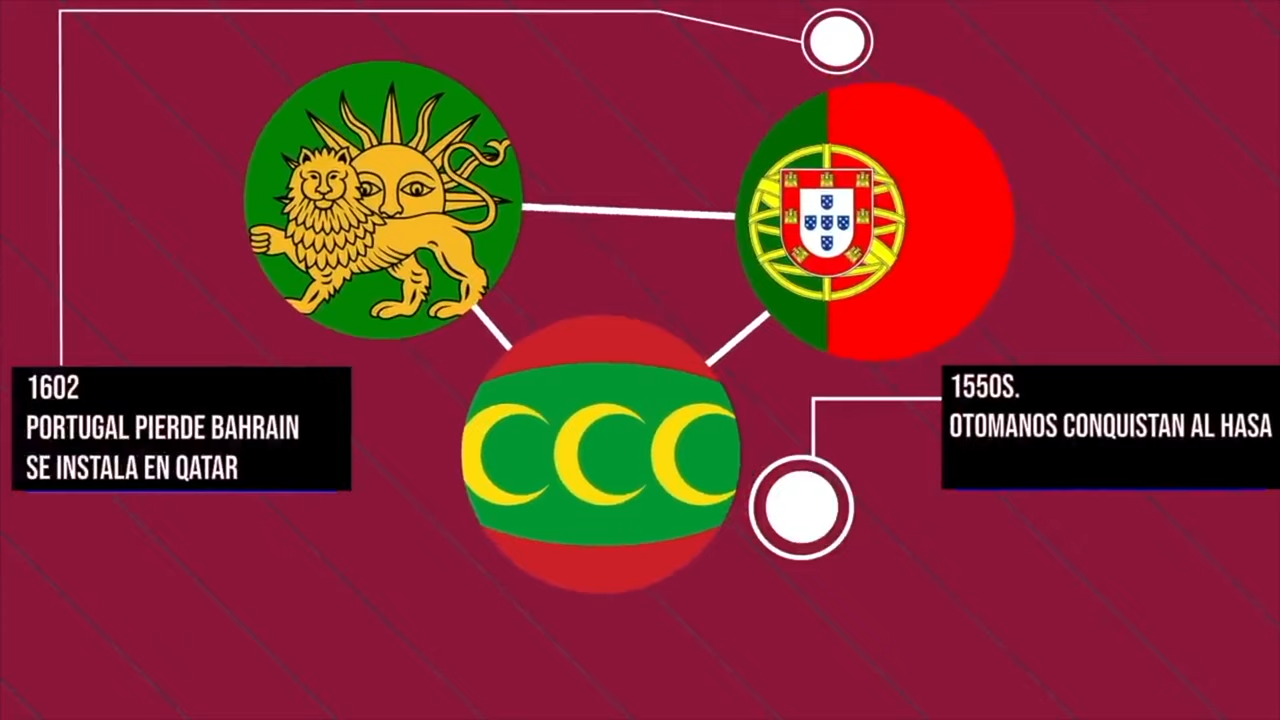 1602
PORTUGAL PIERDE BAHRAIN
SE INSTALA EN QATAR
1550S.
OTOMANOS CONQUISTAN AL HASA